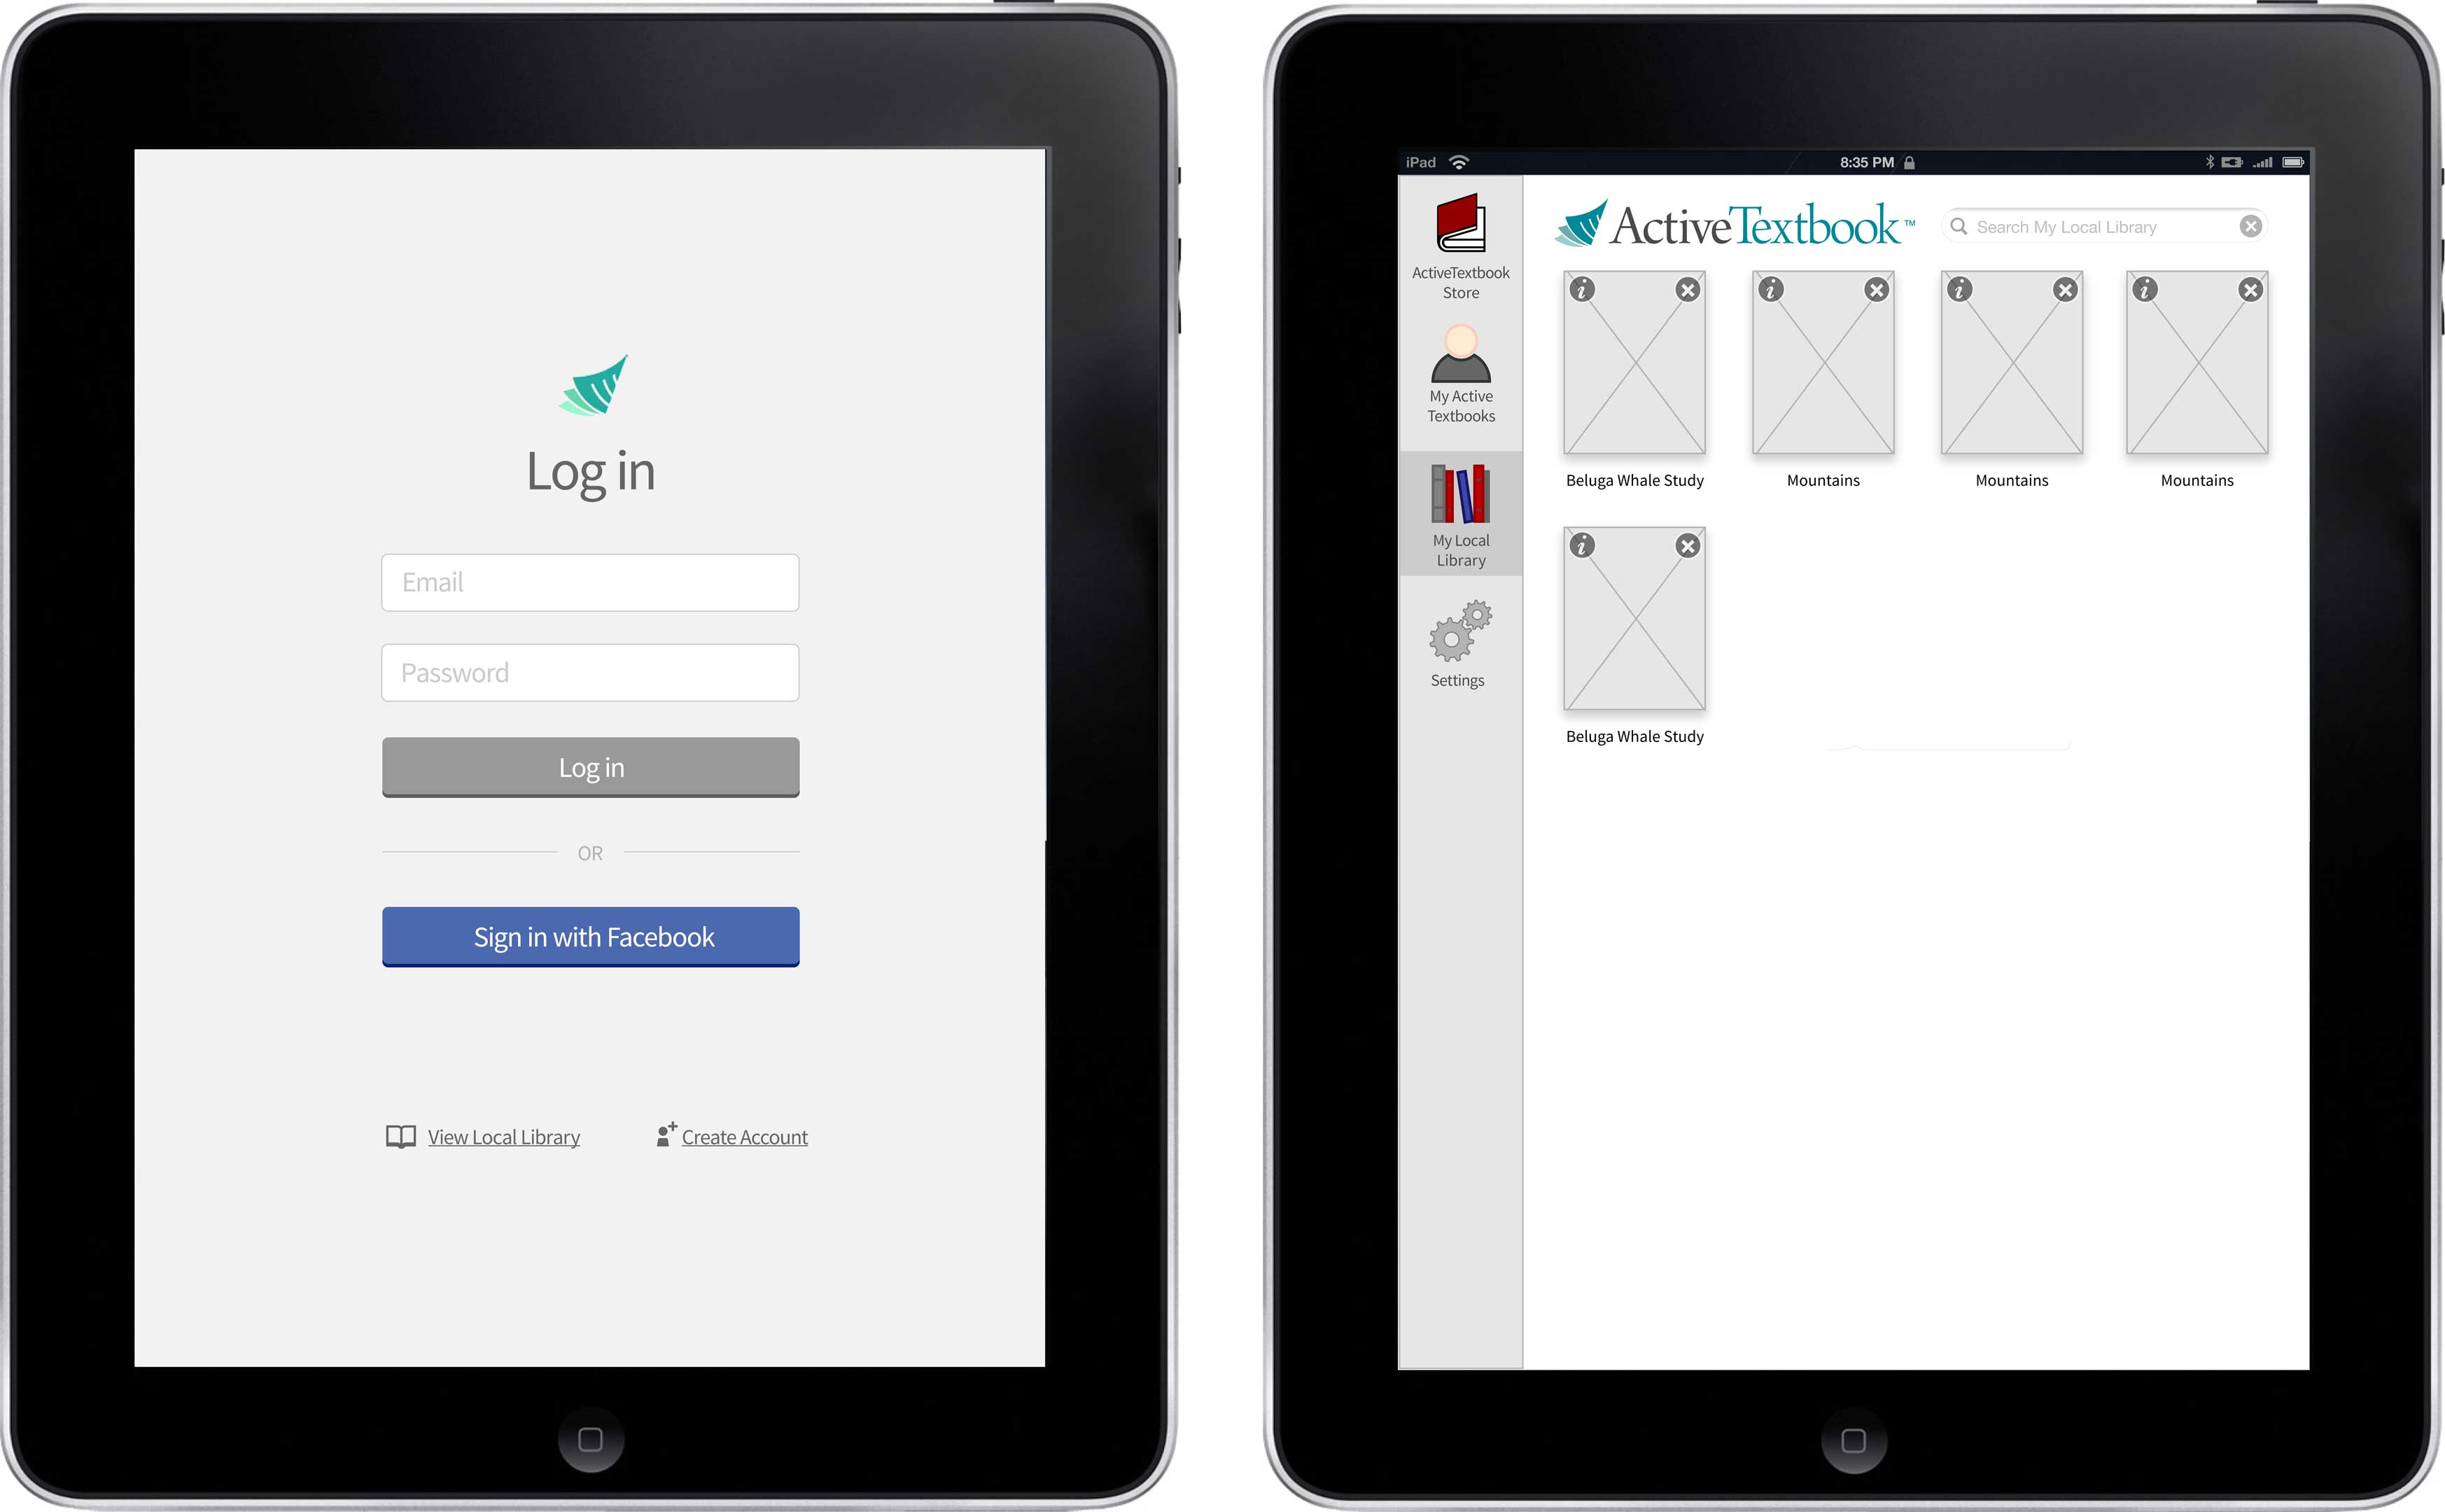 Log in
Email
Password
Log in
OR
Sign in with Facebook
View Local Library
Create Account
iPad
8:35 PM
ActiveTextbook
Store
My Active
Textbooks
My Local
Library
Settings
ActiveTextbook™
Search My Local Library
i
i
i
i
Beluga Whale Study
Mountains
Mountains
Mountains
i
Beluga Whale Study